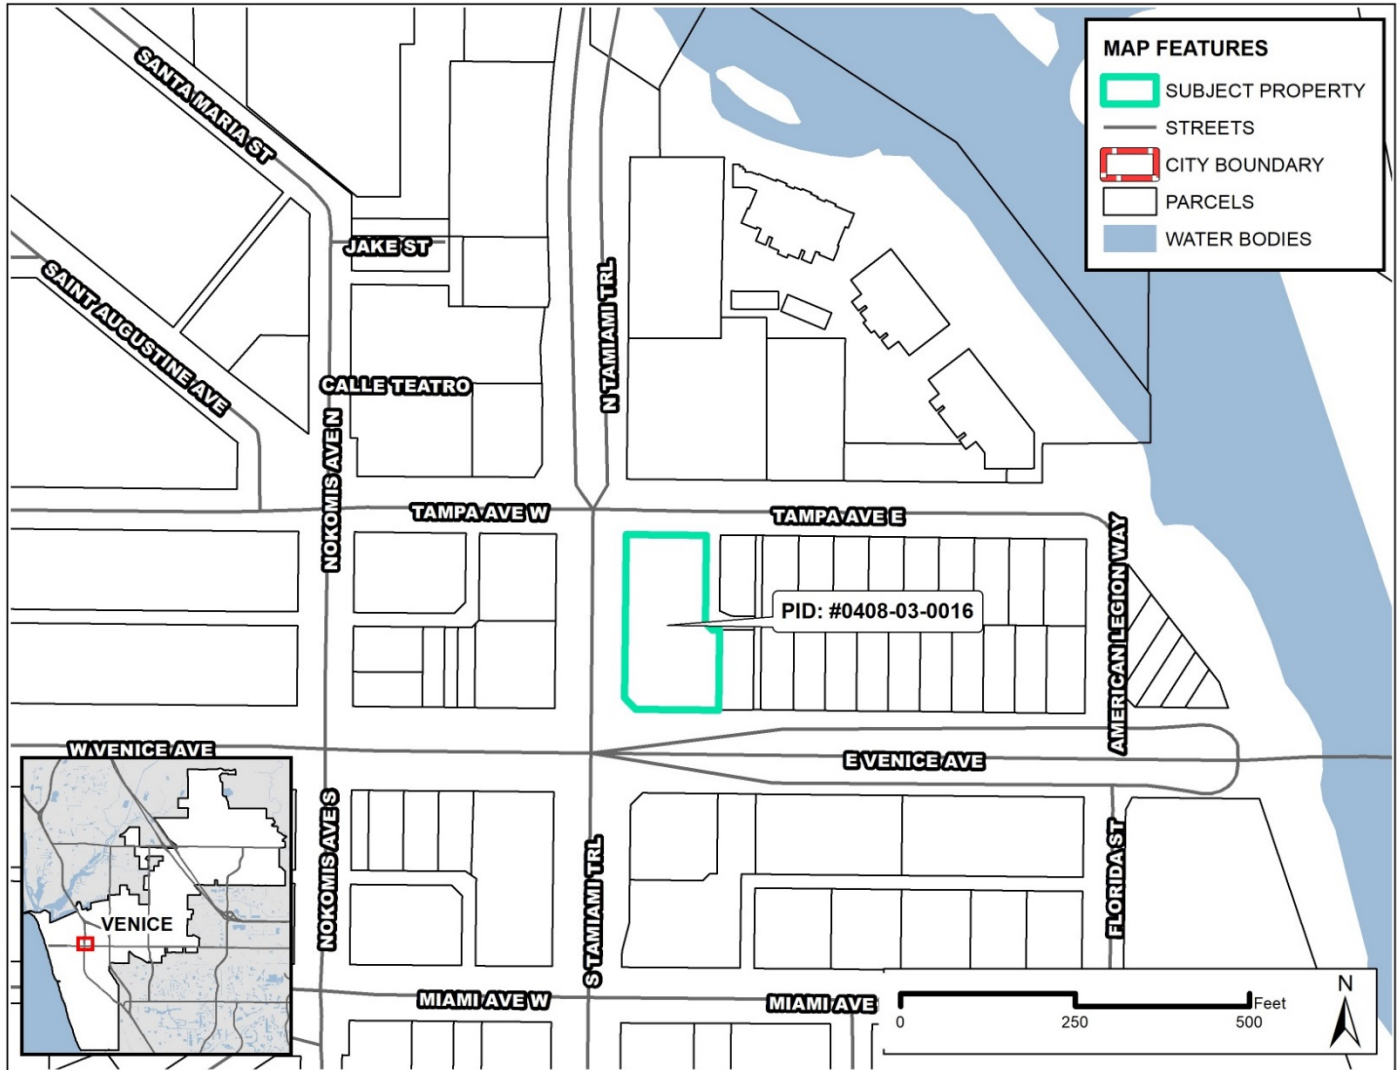 MAP FEATURES
SUBJECT PROPERTY
STREETS
CITY BOUNDARY
PARCELS
WATER BODIES
SANTA MARIA ST
JAKE ST
SAINT AUGUSTINE AVE
N TAMIAMI TRL
CALLE TEATRO
NOKOMIS AVE N
TAMPA AVE W
TAMPA AVE E
AMERICAN LEGION WAY
PID: #0408-03-0016
W VENICE AVE
E VENICE AVE
NOKOMIS AVE S
S TAMIAMI TRL
FLORIDA ST
VENICE
MIAMI AVE W
MIAMI AVE
N
Feet
0 250 500